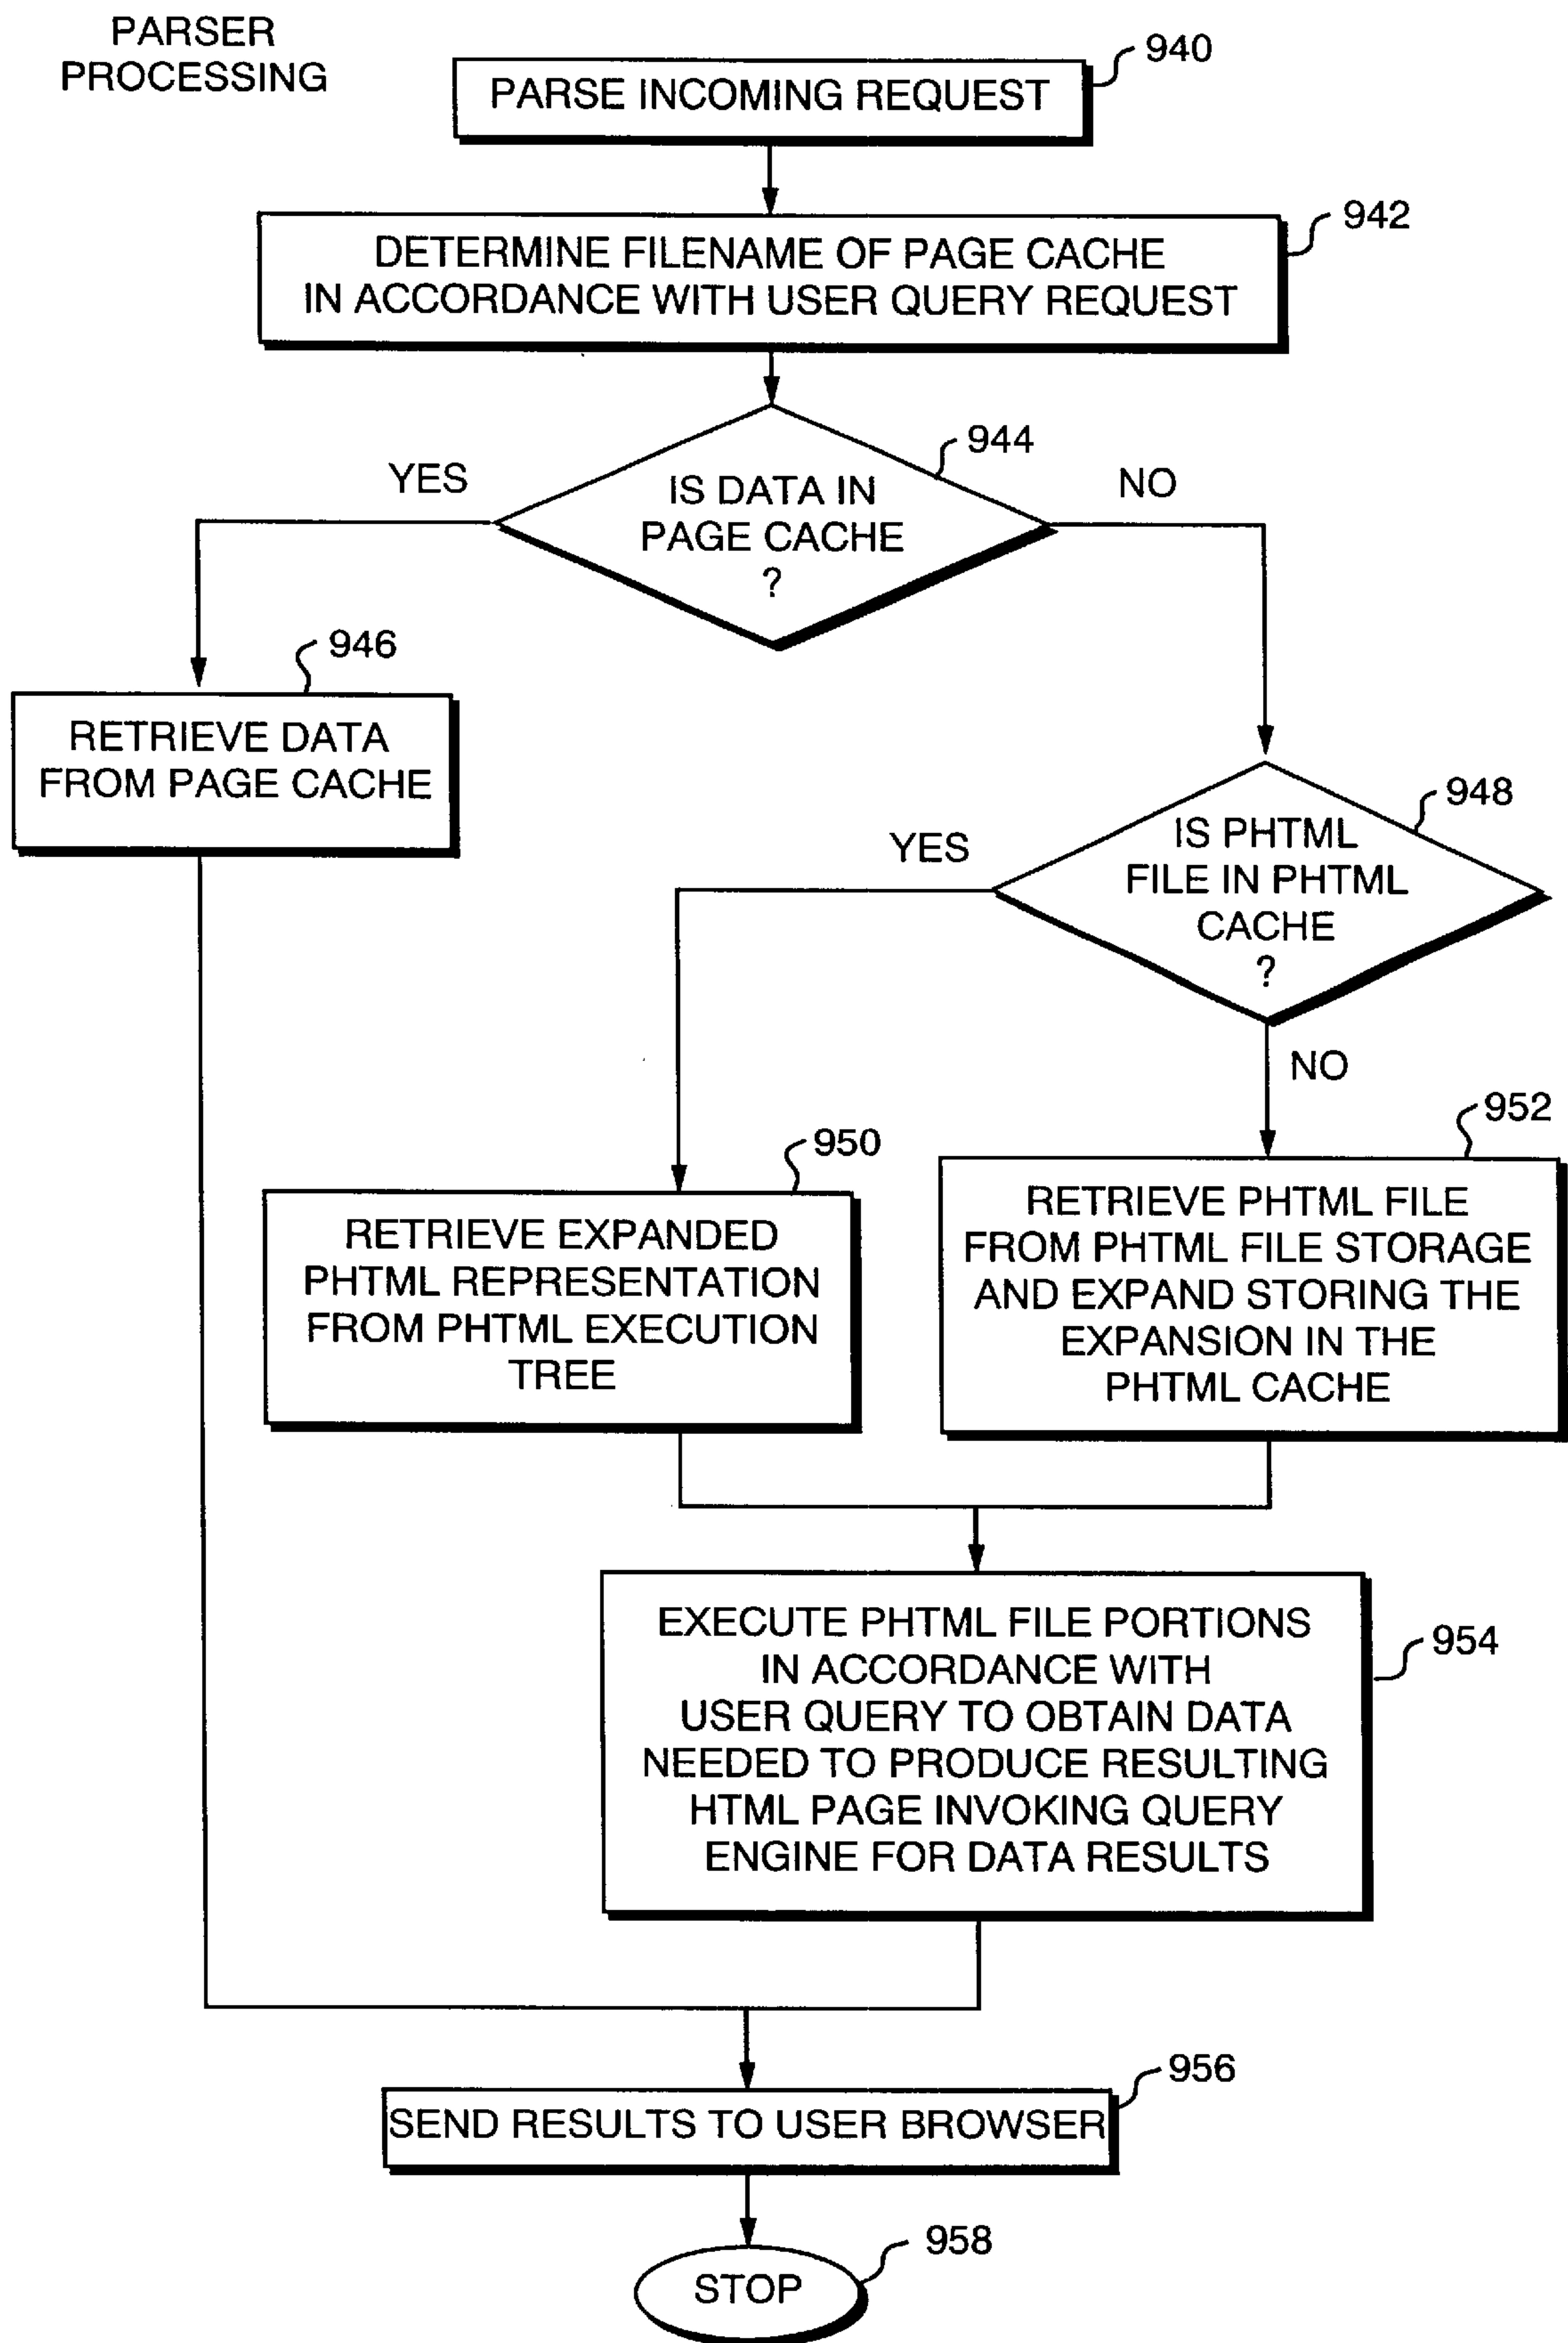 PARSER
PROCESSING
940
PARSE INCOMING REQUEST
942
DETERMINE FILENAME OF PAGE CACHE
IN ACCORDANCE WITH USER QUERY REQUEST
944
YES
NO
IS DATA IN
PAGE CACHE
?
946
RETRIEVE DATA
FROM PAGE CACHE
948
YES
IS PHTML
FILE IN PHTML
CACHE
?
NO
950
RETRIEVE EXPANDED
PHTML REPRESENTATION
FROM PHTML EXECUTION
TREE
952
RETRIEVE PHTML FILE
FROM PHTML FILE STORAGE
AND EXPAND STORING THE
EXPANSION IN THE
PHTML CACHE
954
EXECUTE PHTML FILE PORTIONS
IN ACCORDANCE WITH
USER QUERY TO OBTAIN DATA
NEEDED TO PRODUCE RESULTING
HTML PAGE INVOKING QUERY
ENGINE FOR DATA RESULTS
956
SEND RESULTS TO USER BROWSER
958
STOP